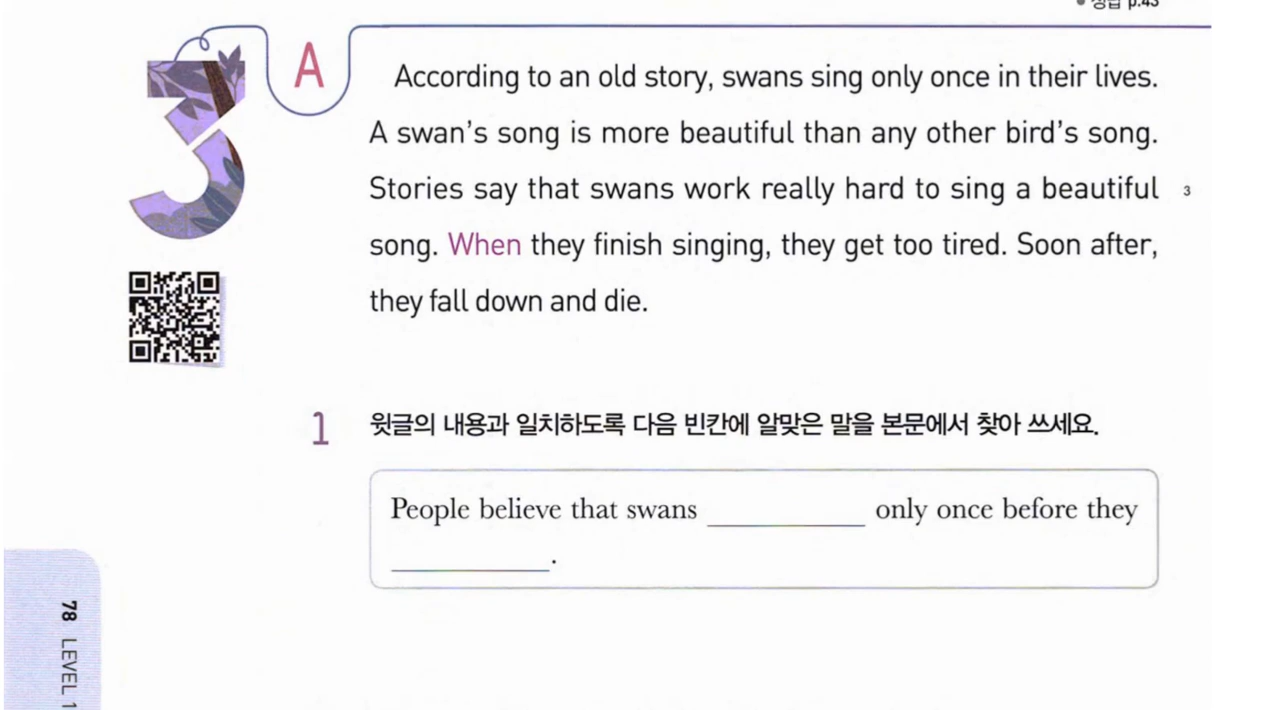 정답 p.43
3
A
According to an old story, swans sing only once in their lives.
A swan's song is more beautiful than any other bird's song.
Stories say that swans work really hard to sing a beautiful 3
song. When they finish singing, they get too tired. Soon after,
they fall down and die.
1 윗글의 내용과 일치하도록 다음 빈칸에 알맞은 말을 본문에서 찾아 쓰세요.
People believe that swans __________ only once before they
__________.
78 LEVEL 1